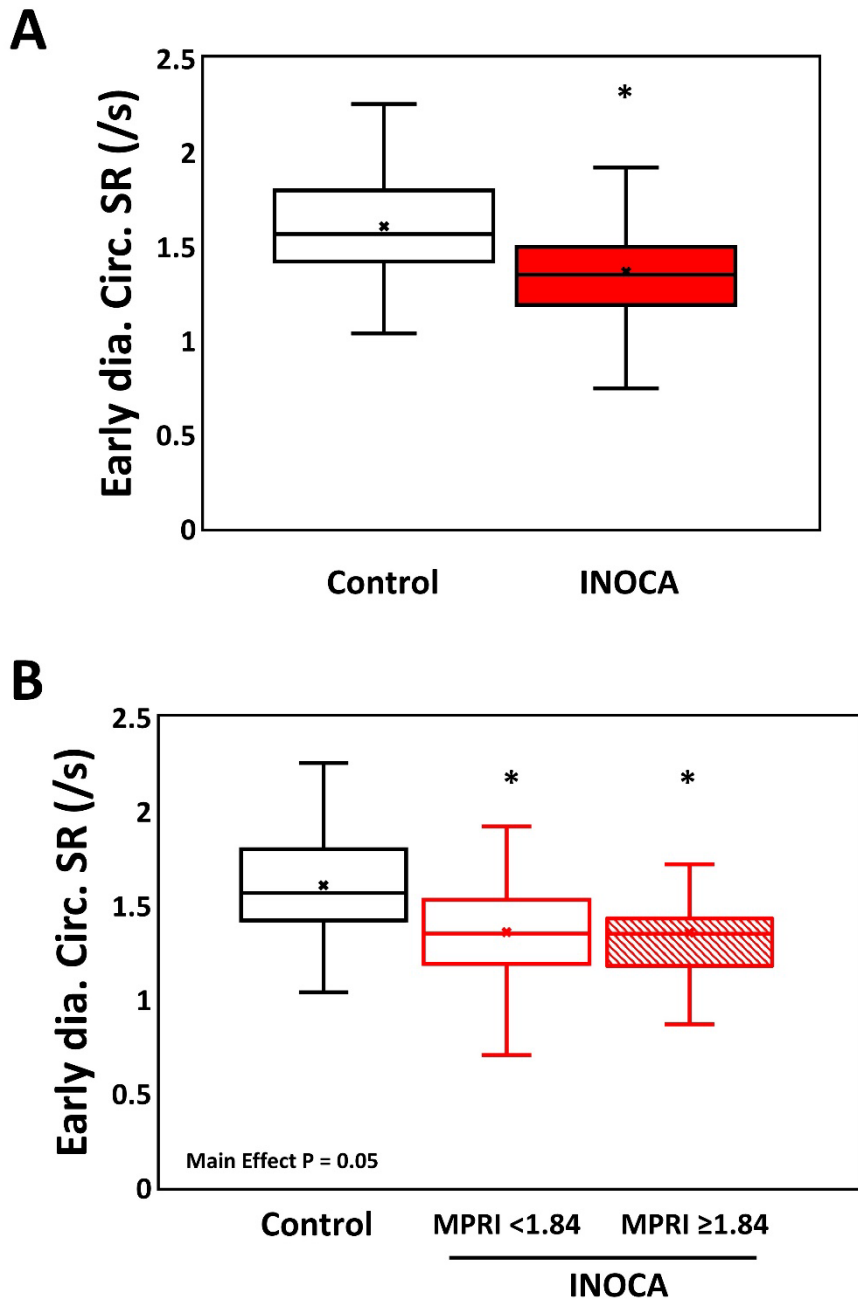 A
Early dia. Circ. SR (/s)
2.5
2
1.5
1
0.5
0
*
Control
INOCA
B
Early dia. Circ. SR (/s)
2.5
2
1.5
1
0.5
0
*
*
Main Effect P = 0.05
Control
MPRI <1.84
MPRI ≥1.84
INOCA